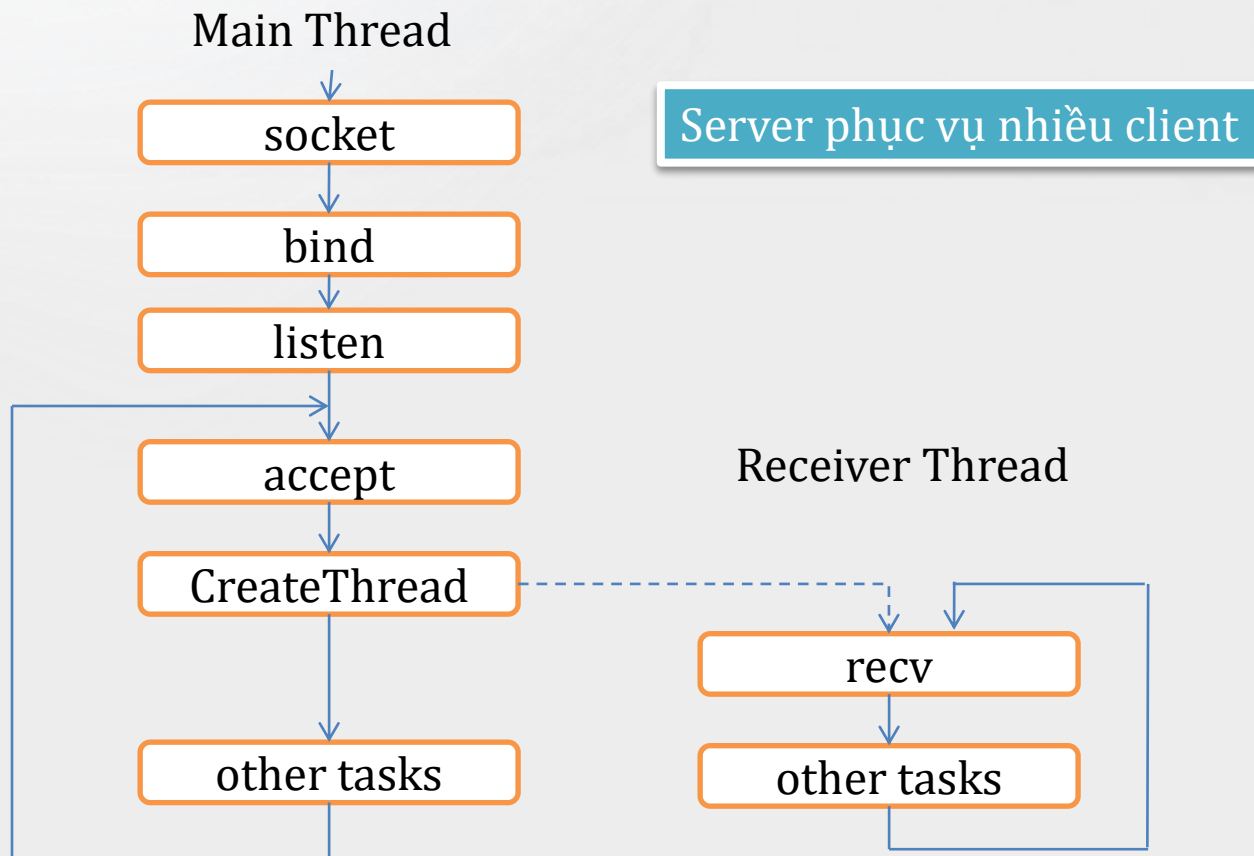 Main Thread
Server phục vụ nhiều client
socket
bind
listen
accept
Receiver Thread
CreateThread
recv
other tasks
other tasks